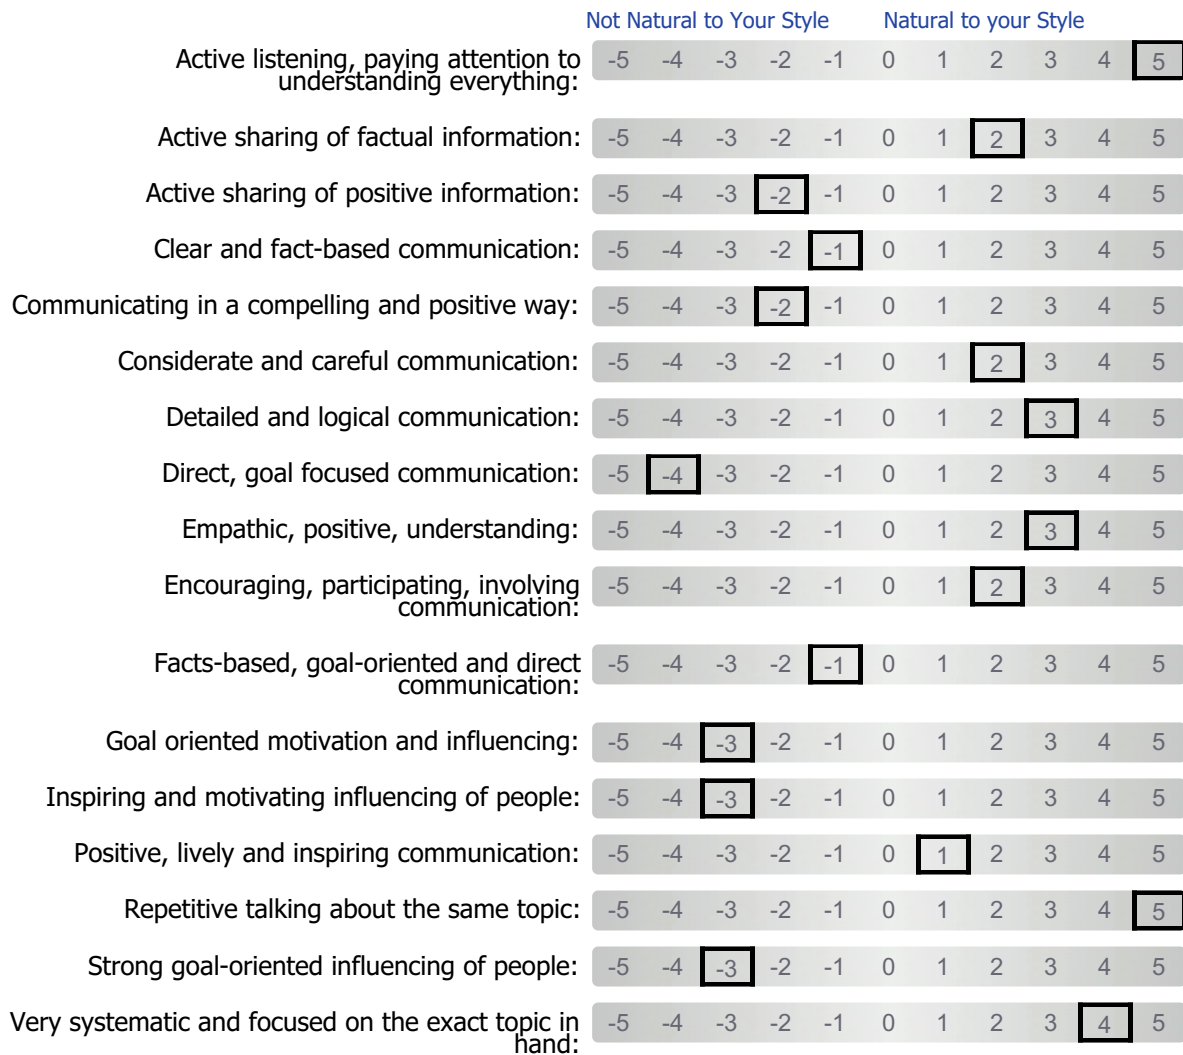 Not Natural to Your Style Natural to your Style
Active listening, paying attention to
understanding everything:
-5 -4 -3 -2 -1 0 1 2 3 4 5
Active sharing of factual information: -5 -4 -3 -2 -1 0 1 2 3 4 5
Active sharing of positive information: -5 -4 -3 -2 -1 0 1 2 3 4 5
Clear and fact-based communication: -5 -4 -3 -2 -1 0 1 2 3 4 5
Communicating in a compelling and positive way: -5 -4 -3 -2 -1 0 1 2 3 4 5
Considerate and careful communication: -5 -4 -3 -2 -1 0 1 2 3 4 5
Detailed and logical communication: -5 -4 -3 -2 -1 0 1 2 3 4 5
Direct, goal focused communication: -5 -4 -3 -2 -1 0 1 2 3 4 5
Empathic, positive, understanding: -5 -4 -3 -2 -1 0 1 2 3 4 5
Encouraging, participating, involving
communication:
-5 -4 -3 -2 -1 0 1 2 3 4 5
Facts-based, goal-oriented and direct
communication:
-5 -4 -3 -2 -1 0 1 2 3 4 5
Goal oriented motivation and influencing: -5 -4 -3 -2 -1 0 1 2 3 4 5
Inspiring and motivating influencing of people: -5 -4 -3 -2 -1 0 1 2 3 4 5
Positive, lively and inspiring communication: -5 -4 -3 -2 -1 0 1 2 3 4 5
Repetitive talking about the same topic: -5 -4 -3 -2 -1 0 1 2 3 4 5
Strong goal-oriented influencing of people: -5 -4 -3 -2 -1 0 1 2 3 4 5
Very systematic and focused on the exact topic in
hand:
-5 -4 -3 -2 -1 0 1 2 3 4 5